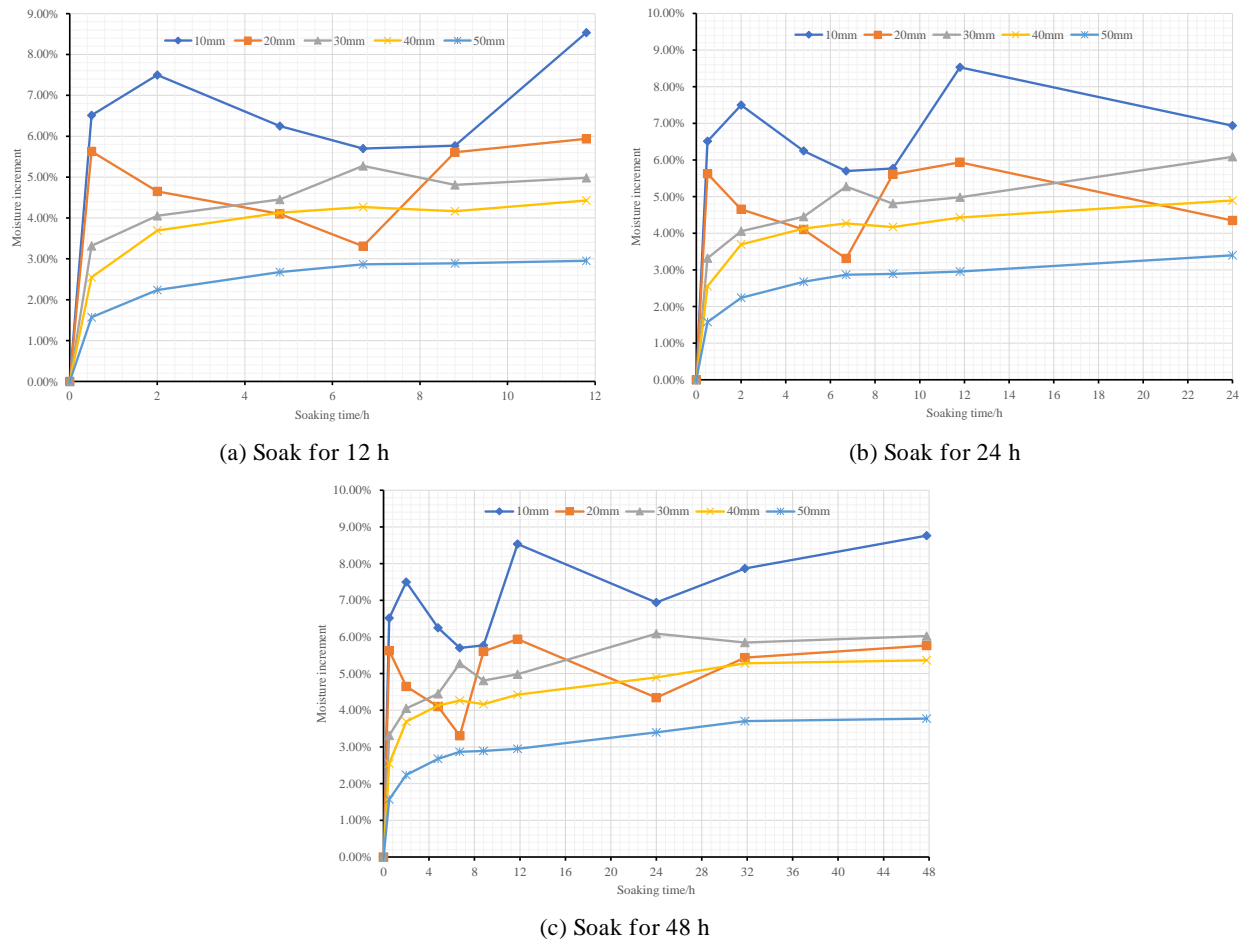 9.00%
8.00%
7.00%
6.00%
5.00%
4.00%
3.00%
2.00%
1.00%
0.00%
Moisture increment
10mm 20mm 30mm 40mm 50mm
0 2 4 6 8 10 12
Soaking time/h
(a) Soak for 12 h
10.00%
9.00%
8.00%
7.00%
6.00%
5.00%
4.00%
3.00%
2.00%
1.00%
0.00%
Moisture increment
10mm 20mm 30mm 40mm 50mm
0 2 4 6 8 10 12 14 16 18 20 22 24
Soaking time/h
(b) Soak for 24 h
10.00%
9.00%
8.00%
7.00%
6.00%
5.00%
4.00%
3.00%
2.00%
1.00%
0.00%
Moisture increment
10mm 20mm 30mm 40mm 50mm
0 4 8 12 16 20 24 28 32 36 40 44 48
Soaking time/h
(c) Soak for 48 h